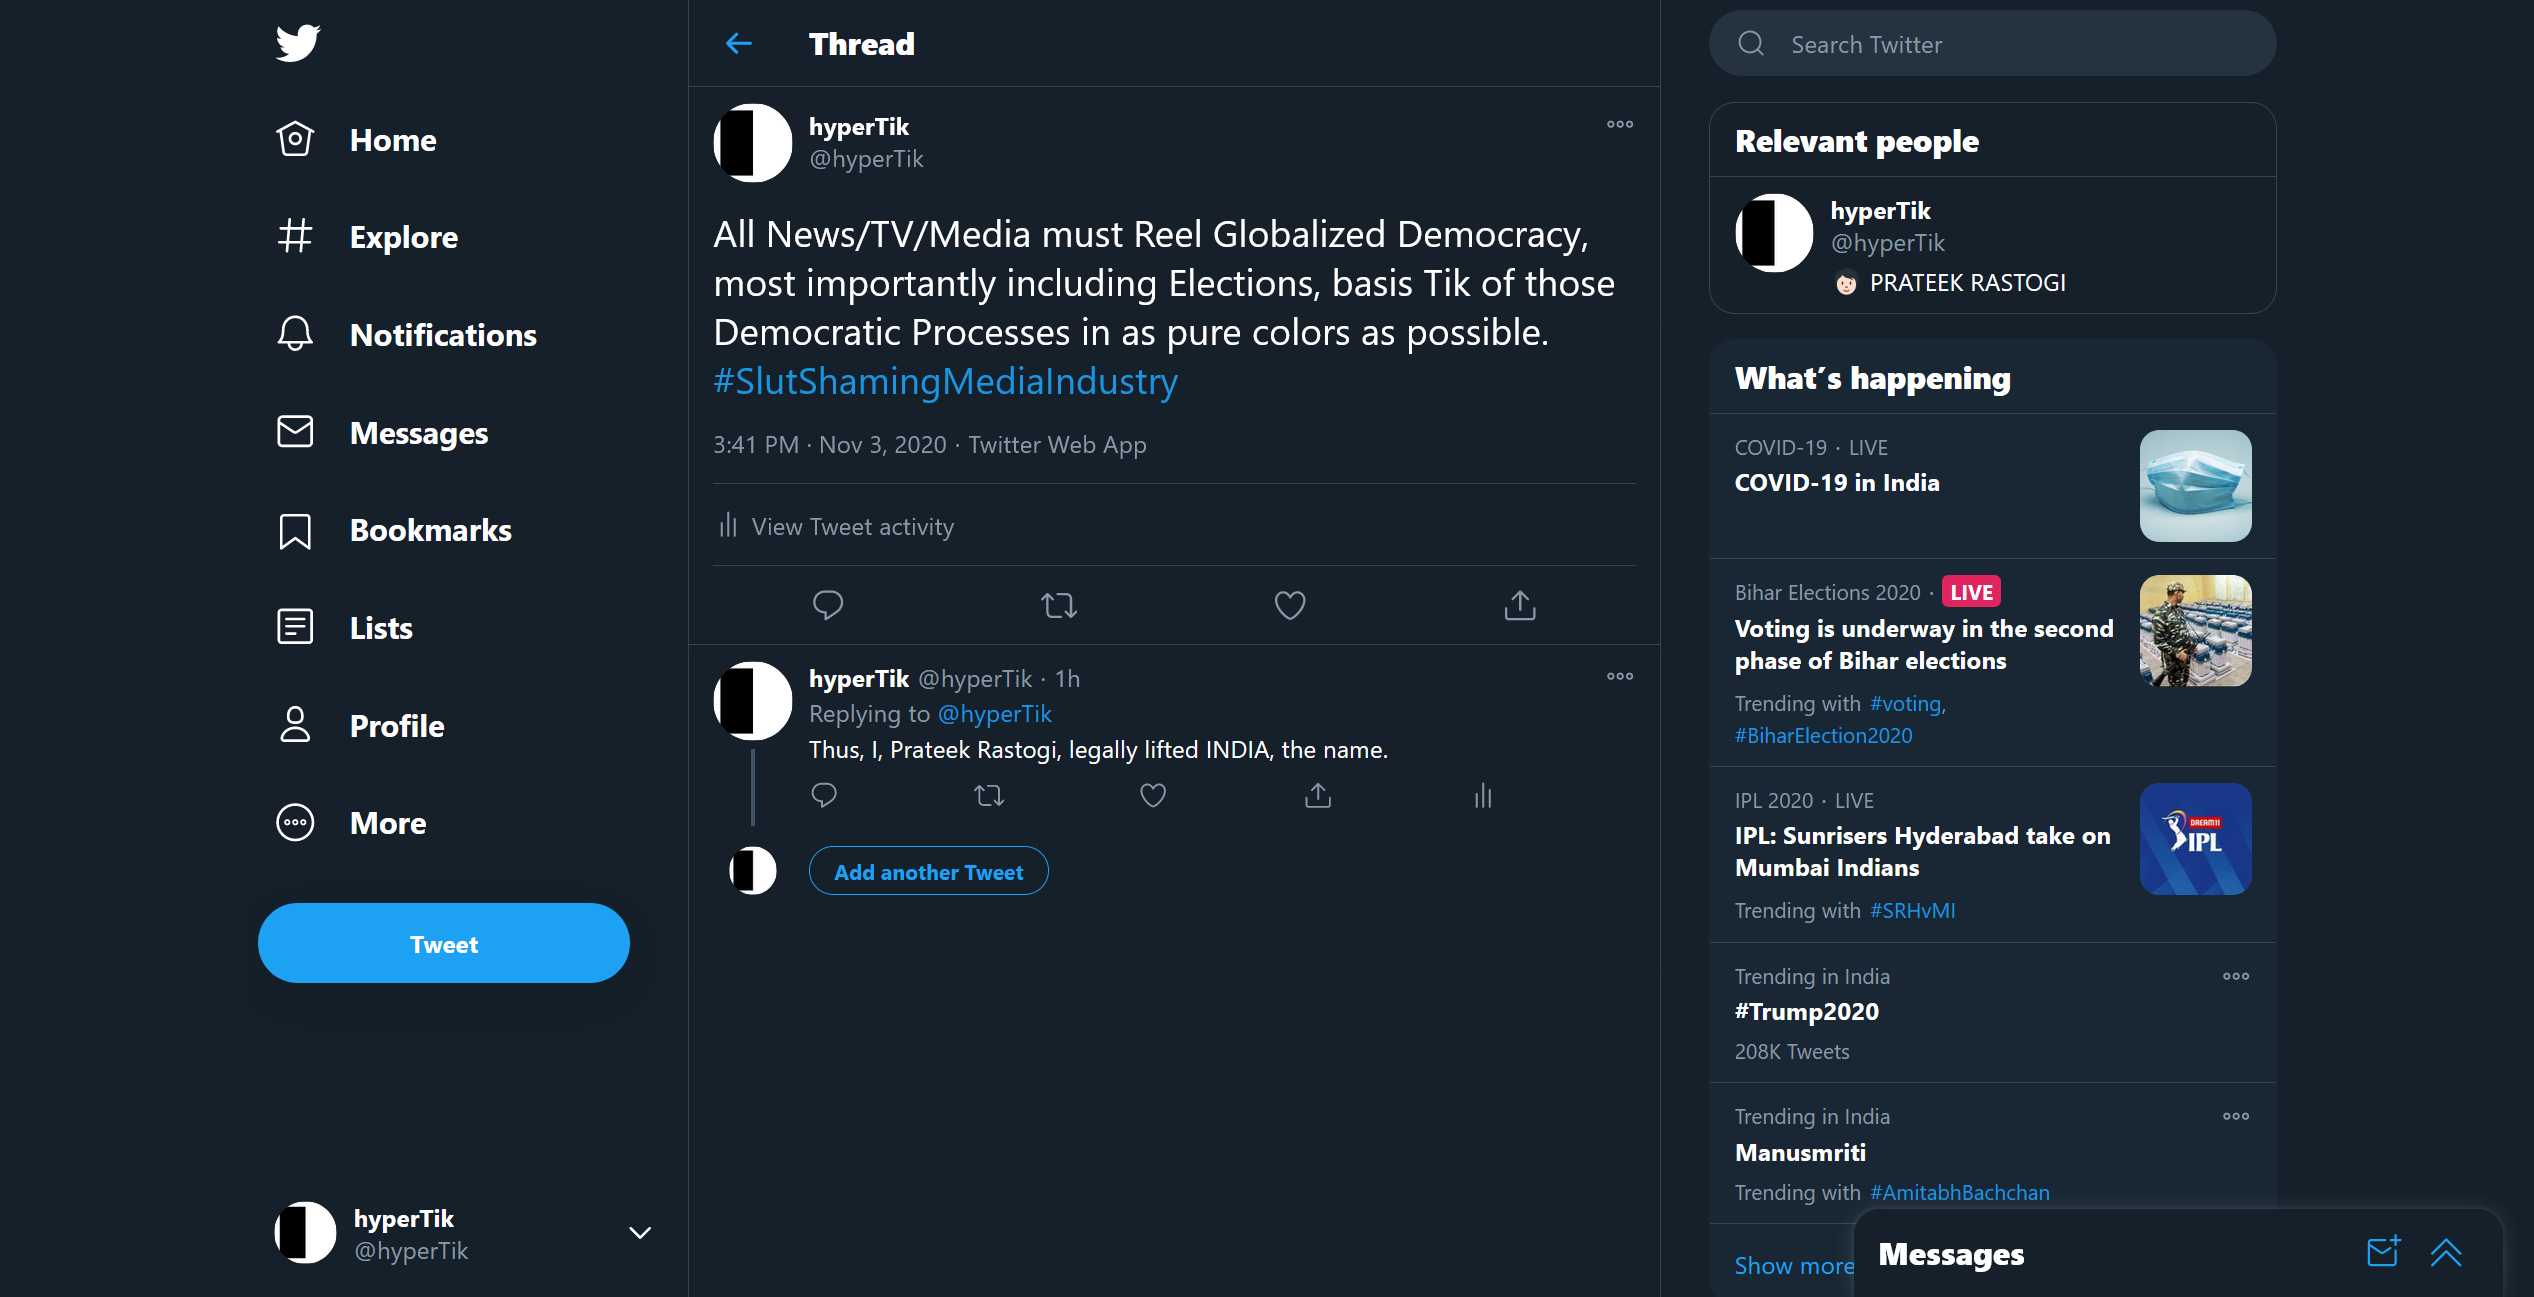 Home
Explore
Notifications
Messages
Bookmarks
Lists
Profile
More
Tweet
hyperTik
@hyperTik
Thread
hyperTik
@hyperTik
All News/TV/Media must Reel Globalized Democracy,
most importantly including Elections, basis Tik of those
Democratic Processes in as pure colors as possible.
#SlutShamingMediaIndustry
3:41 PM · Nov 3, 2020 · Twitter Web App
View Tweet activity
hyperTik @hyperTik · 1h
Replying to @hyperTik
Thus, I, Prateek Rastogi, legally lifted INDIA, the name.
Add another Tweet
Search Twitter
Relevant people
hyperTik
@hyperTik
PRATEEK RASTOGI
What's happening
COVID-19 · LIVE
COVID-19 in India
Bihar Elections 2020 · LIVE
Voting is underway in the second
phase of Bihar elections
Trending with #voting,
#BiharElection2020
IPL 2020 · LIVE
IPL: Sunrisers Hyderabad take on
Mumbai Indians
Trending with #SRHvMI
DREAM11
IPL
Trending in India
#Trump2020
208K Tweets
Trending in India
Manusmriti
Trending with #AmitabhBachchan
Show more
Messages